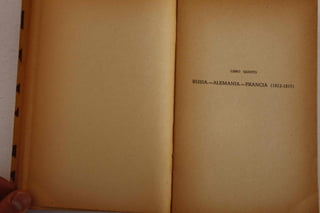 LIBRO QUINTO
RUSIA.—ALEMANIA.—FRANCIA (1812-1815)